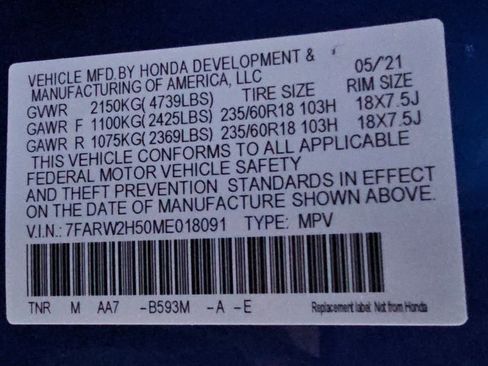 VEHICLE MFD.BY HONDA DEVELOPMENT &
MANUFACTURING OF AMERICA, LLC 05/'21
GVWR 2150KG(4739LBS) TIRE SIZE RIM SIZE
GAWR F 1100KG(2425LBS) 235/60R18 103H 18X7.5J
GAWR R 1075KG(2369LBS) 235/60R18 103H 18X7.5J
THIS VEHICLE CONFORMS TO ALL APPLICABLE
FEDERAL MOTOR VEHICLE SAFETY
AND THEFT PREVENTION STANDARDS IN EFFECT
ON THE DATE OF MANUFACTURE SHOWN ABOVE.
V.I.N.: 7FARW2H50ME018091 TYPE: MPV
TNR M AA7 -B593M -A -E Replacement label: Not from Honda